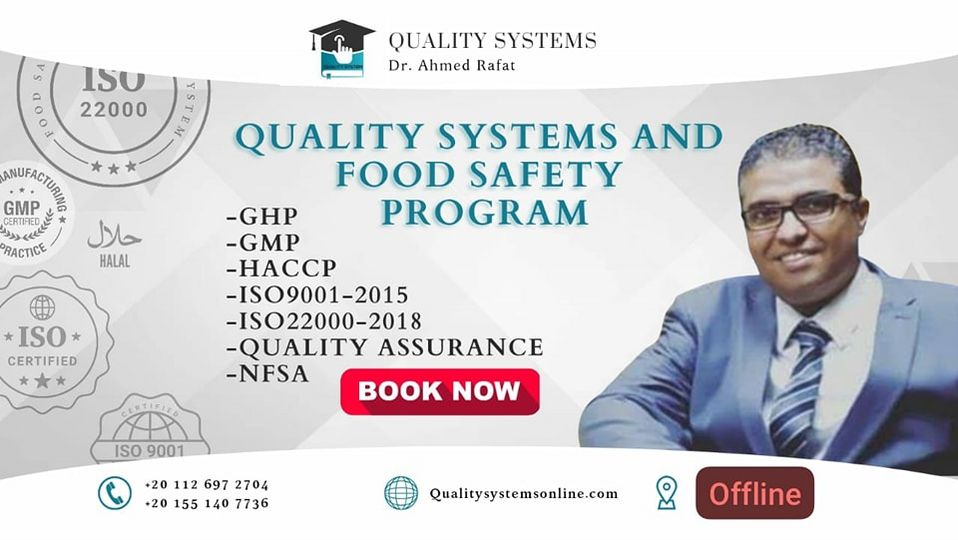 QUALITY SYSTEMS
Dr. Ahmed Rafat
ISO
22000
FOOD SA
YSTEM
QUALITY SYSTEMS AND
FOOD SAFETY
PROGRAM
-GHP
-GMP
-HACCP
-ISO9001-2015
-ISO22000-2018
-QUALITY ASSURANCE
-NFSA
BOOK NOW
MANUFACTURING
GMP
CERTIFIED
PRACTICE
حلال
HALAL
ISO
CERTIFIED
CERTIFIED
ISO 9001
+20 112 697 2704
+20 155 140 7736
Qualitysystemsonline.com
Offline